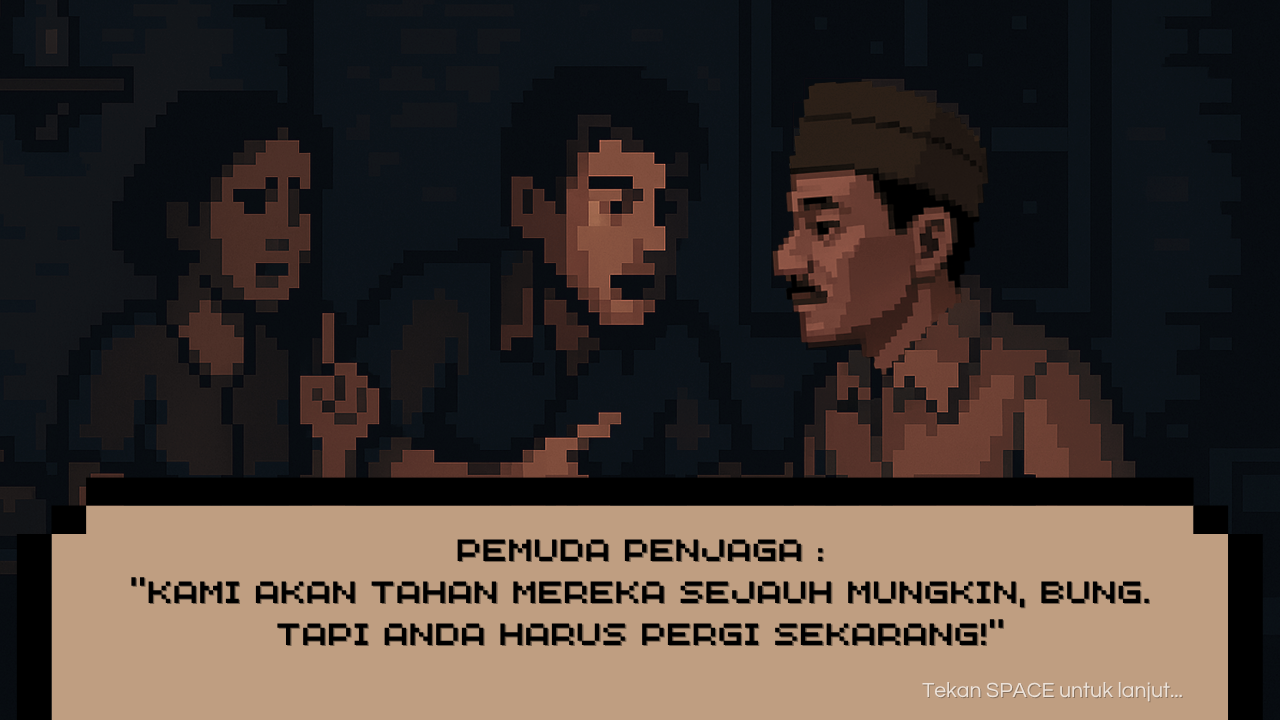 PEMUDA PENJAGA :
"KAMI AKAN TAHAN MEREKA SEJAUH MUNGKIN, BUNG.
TAPI ANDA HARUS PERGI SEKARANG!"
Tekan SPACE untuk lanjut...